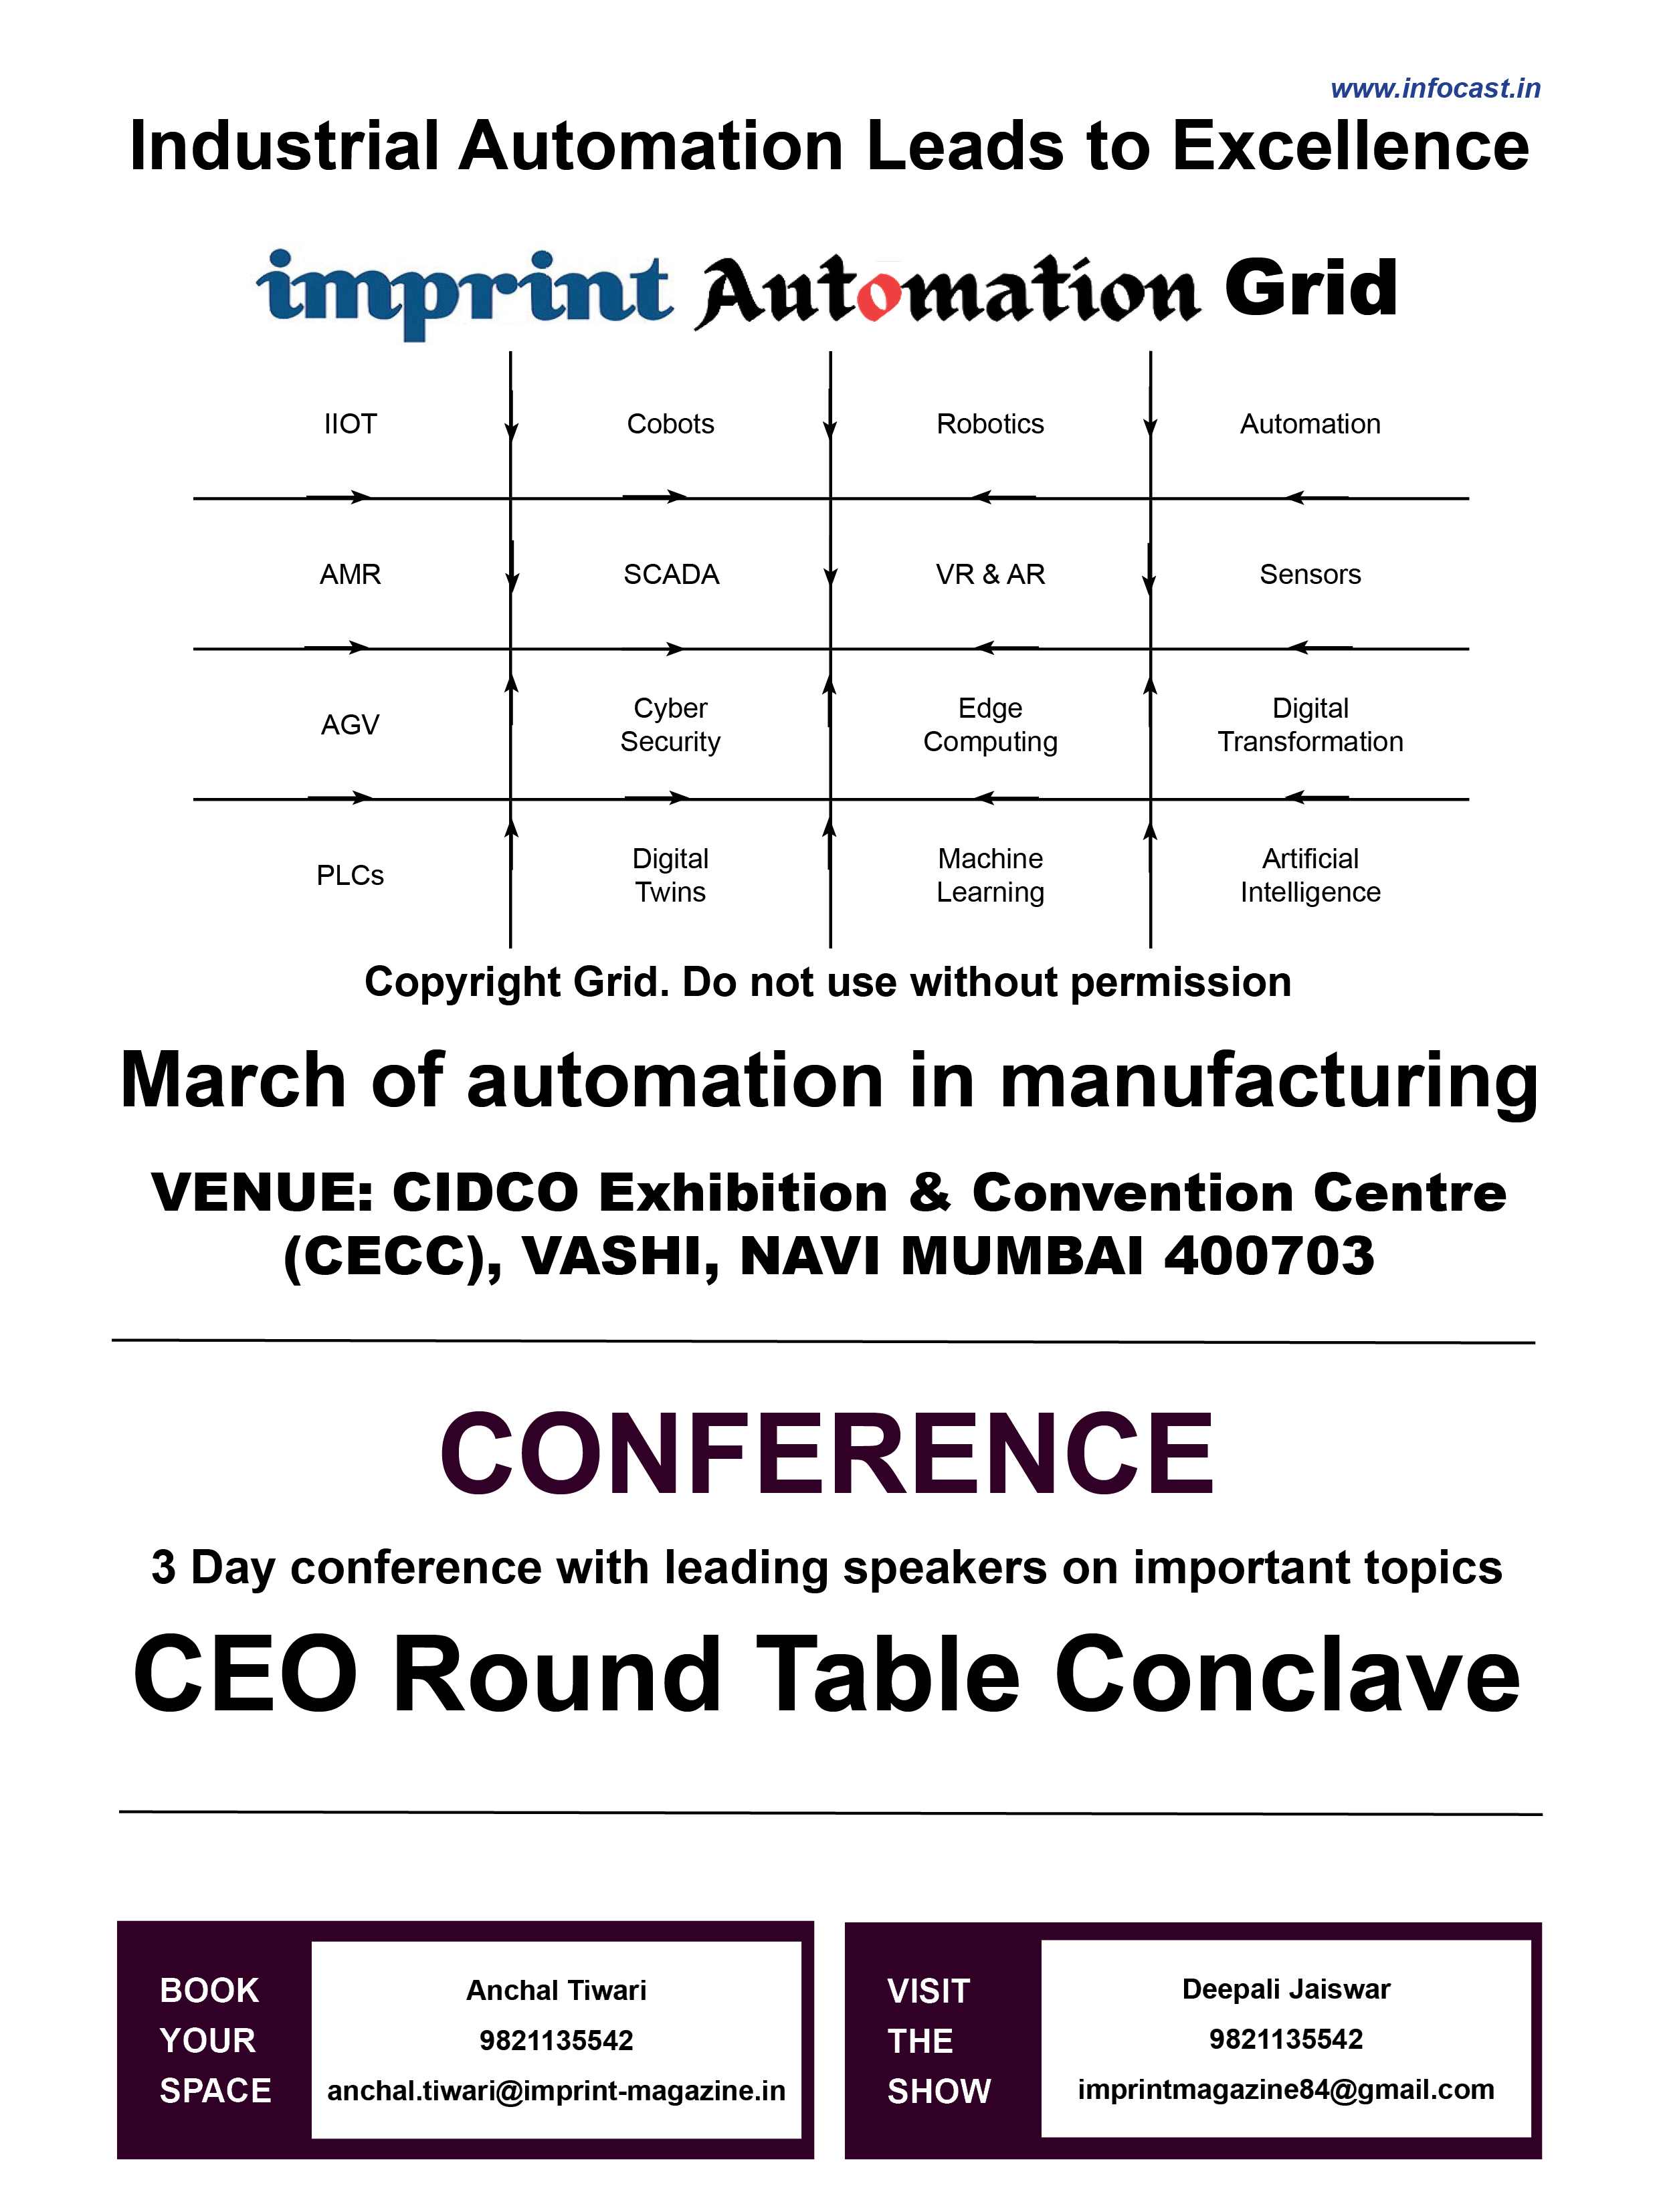 www.infocast.in
Industrial Automation Leads to Excellence
imprint Automation Grid
IIOT Cobots Robotics Automation
AMR SCADA VR & AR Sensors
AGV
Cyber
Security
Edge
Computing
Digital
Transformation
PLCs
Digital
Twins
Machine
Learning
Artificial
Intelligence
Copyright Grid. Do not use without permission
March of automation in manufacturing
VENUE: CIDCO Exhibition & Convention Centre
(CECC), VASHI, NAVI MUMBAI 400703
CONFERENCE
3 Day conference with leading speakers on important topics
CEO Round Table Conclave
BOOK
YOUR
SPACE
Anchal Tiwari
9821135542
anchal.tiwari@imprint-magazine.in
VISIT
THE
SHOW
Deepali Jaiswar
9821135542
imprintmagazine84@gmail.com